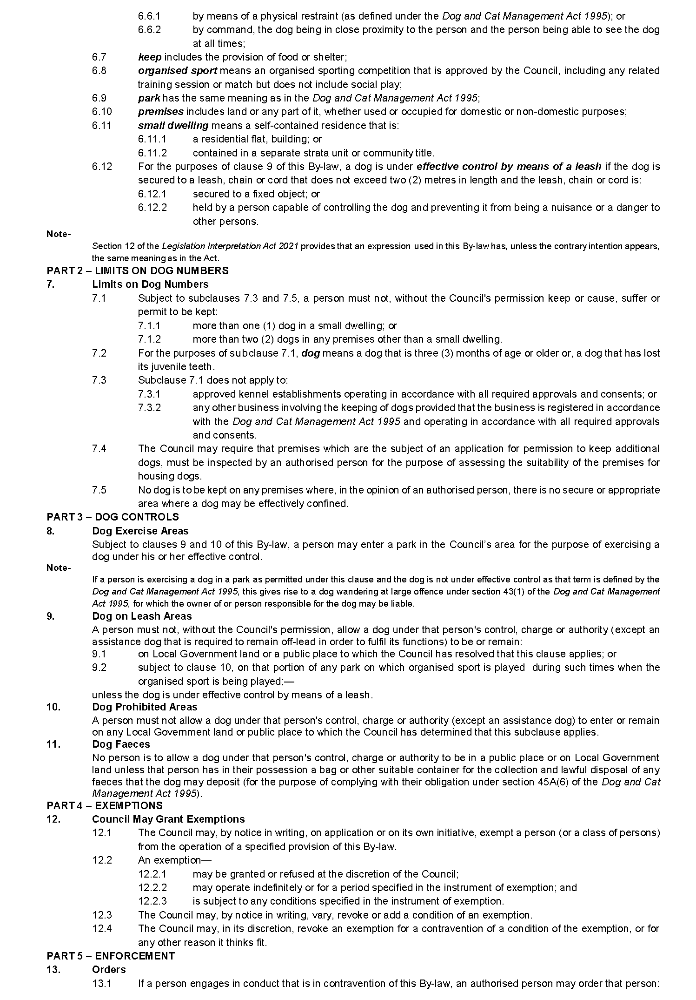 6.6.1 by means of a physical restraint (as defined under the Dog and Cat Management Act 1995); or
6.6.2 by command, the dog being in close proximity to the person and the person being able to see the dog
at all times;
6.7 keep includes the provision of food or shelter;
6.8 organised sport means an organised sporting competition that is approved by the Council, including any related
training session or match but does not include social play;
6.9 park has the same meaning as in the Dog and Cat Management Act 1995;
6.10 premises includes land or any part of it, whether used or occupied for domestic or non-domestic purposes;
6.11 small dwelling means a self-contained residence that is:
6.11.1 a residential flat, building; or
6.11.2 contained in a separate strata unit or community title.
6.12 For the purposes of clause 9 of this By-law, a dog is under effective control by means of a leash if the dog is
secured to a leash, chain or cord that does not exceed two (2) metres in length and the leash, chain or cord is:
6.12.1 secured to a fixed object; or
6.12.2 held by a person capable of controlling the dog and preventing it from being a nuisance or a danger to
other persons.
Note-
Section 12 of the Legislation Interpretation Act 2021 provides that an expression used in this By-law has, unless the contrary intention appears,
the same meaning as in the Act.
PART 2 – LIMITS ON DOG NUMBERS
7. Limits on Dog Numbers
7.1 Subject to subclauses 7.3 and 7.5, a person must not, without the Council's permission keep or cause, suffer or
permit to be kept:
7.1.1 more than one (1) dog in a small dwelling; or
7.1.2 more than two (2) dogs in any premises other than a small dwelling.
7.2 For the purposes of subclause 7.1, dog means a dog that is three (3) months of age or older or, a dog that has lost
its juvenile teeth.
7.3 Subclause 7.1 does not apply to:
7.3.1 approved kennel establishments operating in accordance with all required approvals and consents; or
7.3.2 any other business involving the keeping of dogs provided that the business is registered in accordance
with the Dog and Cat Management Act 1995 and operating in accordance with all required approvals
and consents.
7.4 The Council may require that premises which are the subject of an application for permission to keep additional
dogs, must be inspected by an authorised person for the purpose of assessing the suitability of the premises for
housing dogs.
7.5 No dog is to be kept on any premises where, in the opinion of an authorised person, there is no secure or appropriate
area where a dog may be effectively confined.
PART 3 – DOG CONTROLS
8. Dog Exercise Areas
Subject to clauses 9 and 10 of this By-law, a person may enter a park in the Council’s area for the purpose of exercising a
dog under his or her effective control.
Note-
If a person is exercising a dog in a park as permitted under this clause and the dog is not under effective control as that term is defined by the
Dog and Cat Management Act 1995, this gives rise to a dog wandering at large offence under section 43(1) of the Dog and Cat Management
Act 1995, for which the owner of or person responsible for the dog may be liable.
9. Dog on Leash Areas
A person must not, without the Council's permission, allow a dog under that person's control, charge or authority (except an
assistance dog that is required to remain off-lead in order to fulfil its functions) to be or remain:
9.1 on Local Government land or a public place to which the Council has resolved that this clause applies; or
9.2 subject to clause 10, on that portion of any park on which organised sport is played during such times when the
organised sport is being played;—
unless the dog is under effective control by means of a leash.
10. Dog Prohibited Areas
A person must not allow a dog under that person's control, charge or authority (except an assistance dog) to enter or remain
on any Local Government land or public place to which the Council has determined that this subclause applies.
11. Dog Faeces
No person is to allow a dog under that person's control, charge or authority to be in a public place or on Local Government
land unless that person has in their possession a bag or other suitable container for the collection and lawful disposal of any
faeces that the dog may deposit (for the purpose of complying with their obligation under section 45A(6) of the Dog and Cat
Management Act 1995).
PART 4 – EXEMPTIONS
12. Council May Grant Exemptions
12.1 The Council may, by notice in writing, on application or on its own initiative, exempt a person (or a class of persons)
from the operation of a specified provision of this By-law.
12.2 An exemption—
12.2.1 may be granted or refused at the discretion of the Council;
12.2.2 may operate indefinitely or for a period specified in the instrument of exemption; and
12.2.3 is subject to any conditions specified in the instrument of exemption.
12.3 The Council may, by notice in writing, vary, revoke or add a condition of an exemption.
12.4 The Council may, in its discretion, revoke an exemption for a contravention of a condition of the exemption, or for
any other reason it thinks fit.
PART 5 – ENFORCEMENT
13. Orders
13.1 If a person engages in conduct that is in contravention of this By-law, an authorised person may order that person: